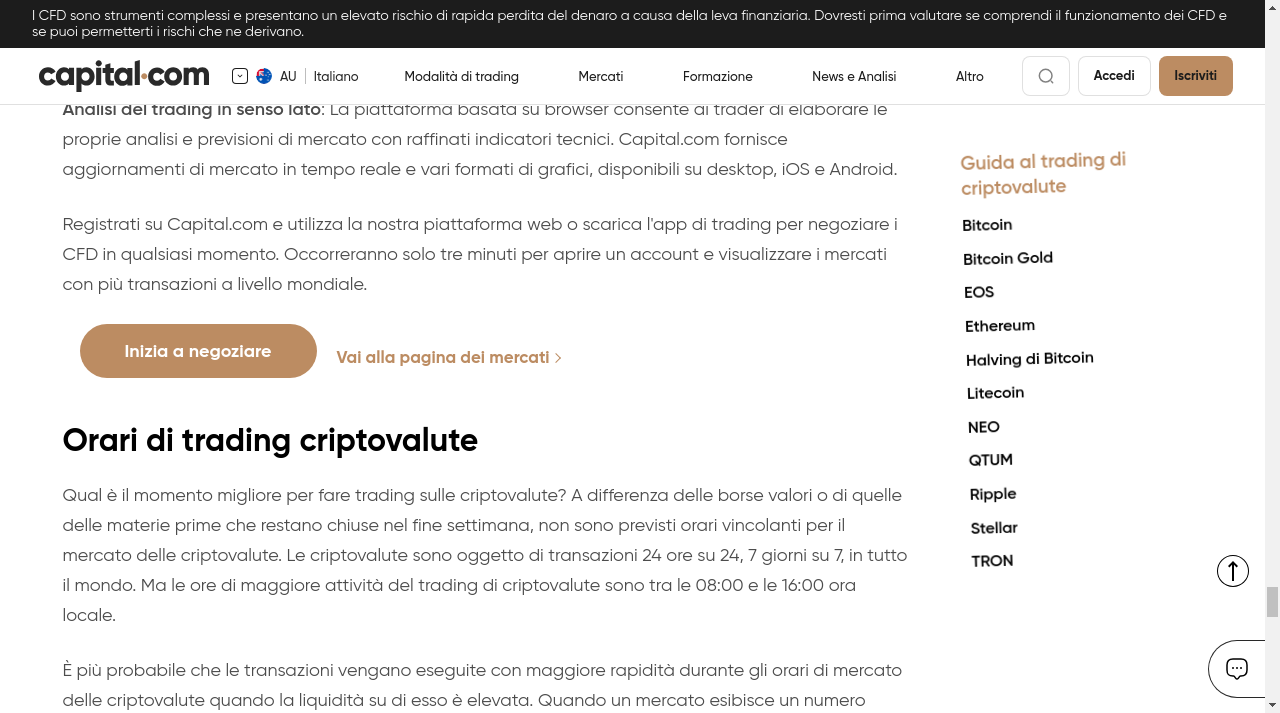 I CFD sono strumenti complessi e presentano un elevato rischio di rapida perdita del denaro a causa della leva finanziaria. Dovresti prima valutare se comprendi il funzionamento dei CFD e
se puoi permetterti i rischi che ne derivano.
capital.com
AU
Italiano
Modalità di trading
Mercati
Formazione
News e Analisi
Altro
Accedi
Iscriviti
Analisi del trading in senso lato: La piattaforma basata su browser consente ai trader di elaborare le
proprie analisi e previsioni di mercato con raffinati indicatori tecnici. Capital.com fornisce
aggiornamenti di mercato in tempo reale e vari formati di grafici, disponibili su desktop, iOS e Android.
Registrati su Capital.com e utilizza la nostra piattaforma web o scarica l'app di trading per negoziare i
CFD in qualsiasi momento. Occorreranno solo tre minuti per aprire un account e visualizzare i mercati
con più transazioni a livello mondiale.
Inizia a negoziare
Vai alla pagina dei mercati
Orari di trading criptovalute
Qual è il momento migliore per fare trading sulle criptovalute? A differenza delle borse valori o di quelle
delle materie prime che restano chiuse nel fine settimana, non sono previsti orari vincolanti per il
mercato delle criptovalute. Le criptovalute sono oggetto di transazioni 24 ore su 24, 7 giorni su 7, in tutto
il mondo. Ma le ore di maggiore attività del trading di criptovalute sono tra le 08:00 e le 16:00 ora
locale.
È più probabile che le transazioni vengano eseguite con maggiore rapidità durante gli orari di mercato
delle criptovalute quando la liquidità su di esso è elevata. Quando un mercato esibisce un numero
Guida al trading di
criptovalute
Bitcoin
Bitcoin Gold
EOS
Ethereum
Halving di Bitcoin
Litecoin
NEO
QTUM
Ripple
Stellar
TRON